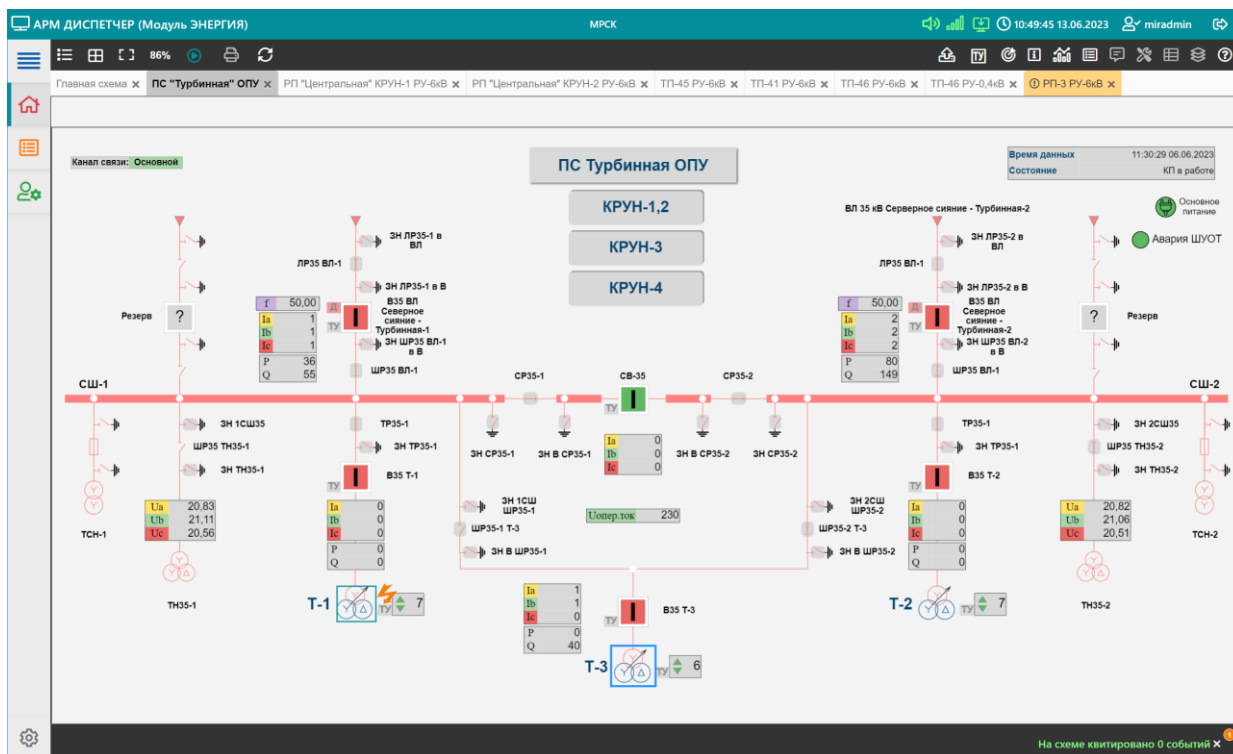 АРМ ДИСПЕТЧЕР (Модуль ЭНЕРГИЯ)
МРСК
10:49:45 13.06.2023
miradmin
86%
ТУ
Главная схема
ПС "Турбинная" ОПУ
РП "Центральная" КРУН-1 РУ-6кВ
РП "Центральная" КРУН-2 РУ-6кВ
ТП-45 РУ-6кВ
ТП-41 РУ-6кВ
ТП-46 РУ-6кВ
ТП-46 РУ-0,4кВ
РП-3 РУ-6кВ
Канал связи: Основной
ПС Турбинная ОПУ
КРУН-1,2
КРУН-3
КРУН-4
Время данных 11:30:29 06.06.2023
Состояние КП в работе
Основное
питание
Авария ШУОТ
ВЛ 35 кВ Серверное сияние - Турбинная-2
ЗН ЛР35-1 в
ВЛ
ЛР35 ВЛ-1
ЗН ЛР35-1 в В
В35 ВЛ
Северное
сияние -
Турбинная-1
ЗН ШР35 ВЛ-1
в В
ШР35 ВЛ-1
Резерв
?
f 50,00
Ia 1
Ib 1
Ic 1
P 36
Q 55
Д
ТУ
ЗН ЛР35-2 в
ВЛ
ЛР35 ВЛ-1
ЗН ЛР35-2 в В
В35 ВЛ
Северное
сияние -
Турбинная-2
ЗН ШР35 ВЛ-2
в В
ШР35 ВЛ-1
f 50,00
Ia 2
Ib 2
Ic 2
P 80
Q 149
Д
ТУ
?
Резерв
СШ-1
СР35-1
СВ-35
СР35-2
СШ-2
ТУ
ЗН 1СШ35
ШР35 ТН35-1
ЗН ТН35-1
ТР35-1
ЗН ТР35-1
В35 Т-1
ТУ
ЗН СР35-1
ЗН В СР35-1
Ia 0
Ib 0
Ic 0
ЗН В СР35-2
ЗН СР35-2
ТР35-1
ЗН ТР35-1
В35 Т-2
ТУ
ЗН 2СШ35
ШР35 ТН35-2
ЗН ТН35-2
ТСН-1
Ua 20,83
Ub 21,11
Uc 20,56
ТН35-1
Ia 0
Ib 0
Ic 0
P 0
Q 0
ЗН 1СШ
ШР35-1
ШР35-1 Т-3
ЗН В ШР35-1
Uопер.ток 230
ЗН 2СШ
ШР35-2
ШР35-2 Т-3
ЗН В ШР35-2
Ia 0
Ib 0
Ic 0
P 0
Q 0
Ua 20,82
Ub 21,06
Uc 20,51
ТН35-2
ТСН-2
Т-1
ТУ
7
Ia 1
Ib 1
Ic 0
P 0
Q 40
ТУ
В35 Т-3
Т-3
ТУ
6
Т-2
ТУ
7
На схеме квитировано 0 событий
1